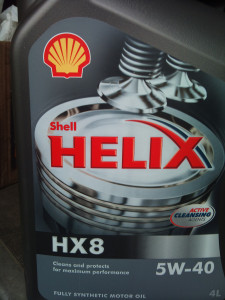 Shell
HELIX
ACTIVE
CLEANSING
HX8
Cleans and protects
for maximum performance
5W-40
FULLY SYNTHETIC MOTOR OIL
4L